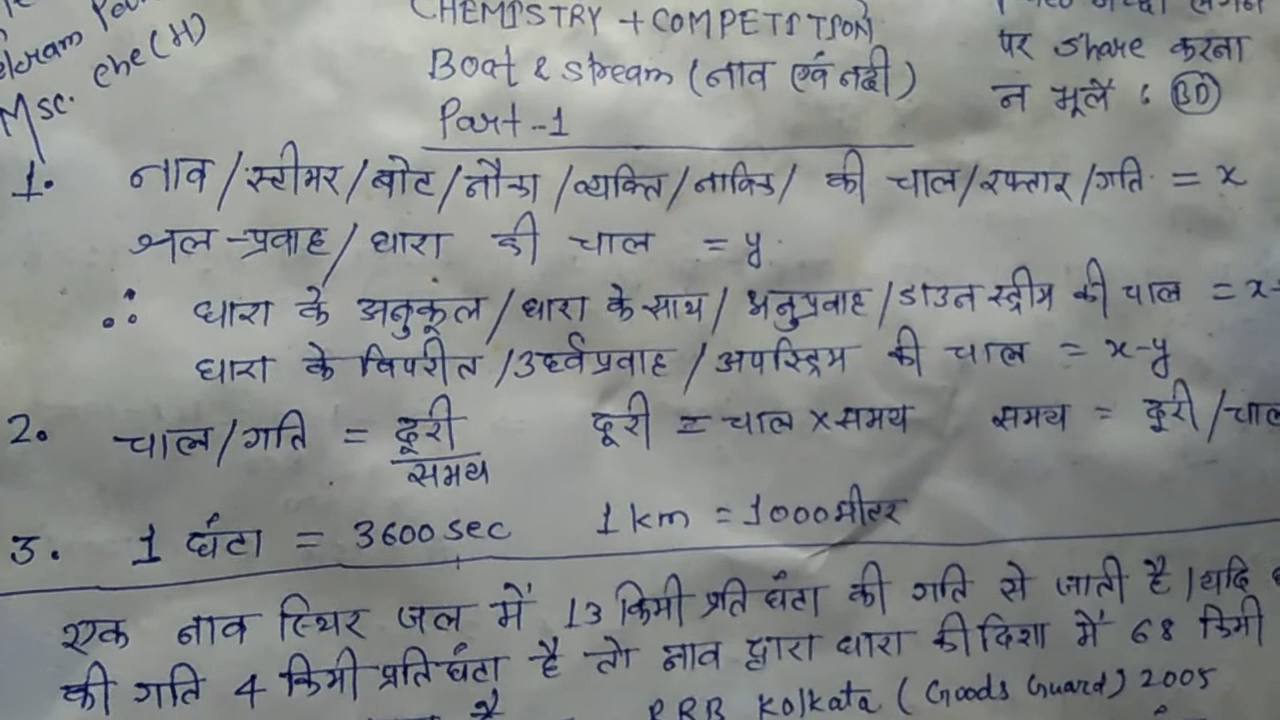 CHEMISTRY + COMPETITION
Boat & stream (नाव एवं नदी)
Part-1
Msc. che(H)
पर share करना
न भूलें : BD
1. नाव/स्टीमर/बोट/नौका/व्यक्ति/नाविक/ की चाल/रफ्तार/गति = x
जल-प्रवाह/धारा की चाल = y
∴ धारा के अनुकूल/धारा के साथ/अनुप्रवाह/डाउन स्ट्रीम की चाल = x
धारा के विपरीत/उर्ध्वप्रवाह/अपस्ट्रिम की चाल = x-y
2. चाल/गति = दूरी/समय दूरी = चाल x समय समय = दूरी/चाल
3. 1 घंटा = 3600 sec 1 km = 1000 मीटर
एक नाव स्थिर जल में 13 किमी प्रति घंटा की गति से जाती है। यदि
की गति 4 किमी प्रति घंटा है तो नाव द्वारा धारा की दिशा में 68 किमी
RRB Kolkata (Goods Guard) 2005